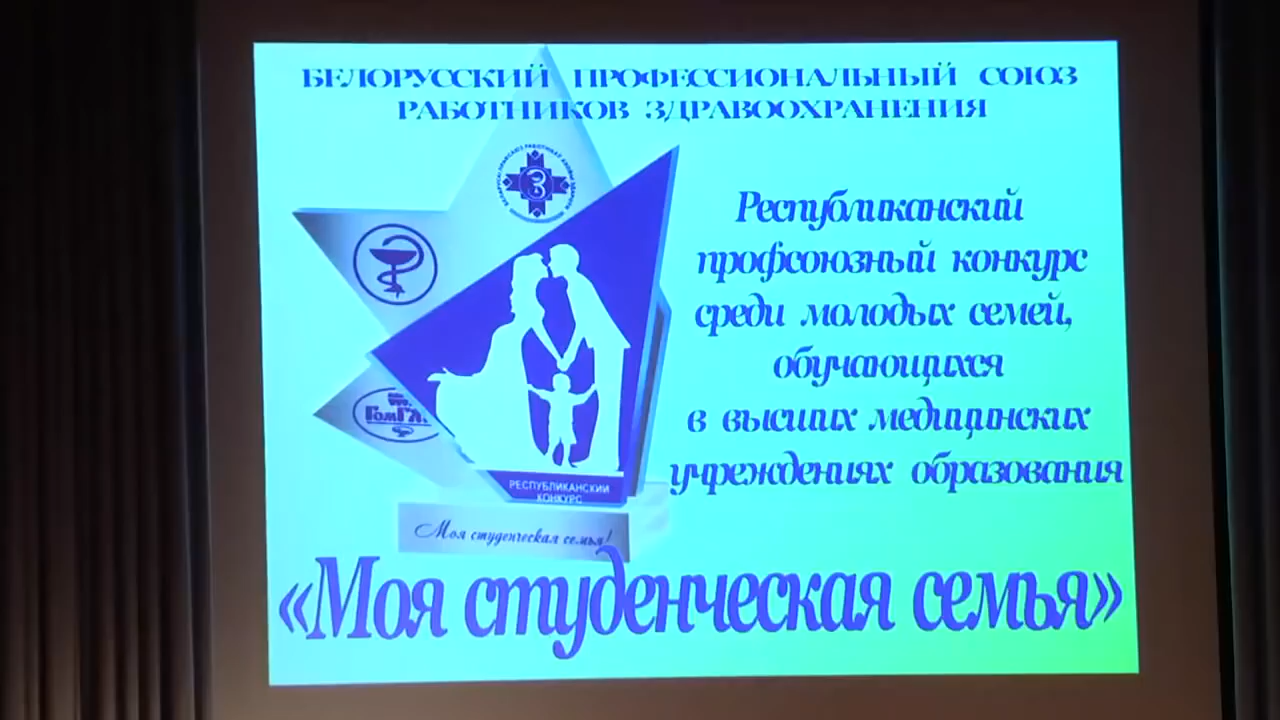 БЕЛОРУССКИЙ ПРОФЕССИОНАЛЬНЫЙ СОЮЗ
РАБОТНИКОВ ЗДРАВООХРАНЕНИЯ
Республиканский
профсоюзный конкурс
среди молодых семей,
обучающихся
в высших медицинских
учреждениях образования
ГомГ
РЕСПУБЛИКАНСКИЙ
КОНКУРС
Моя студенческая семья!
«Моя студенческая семья»